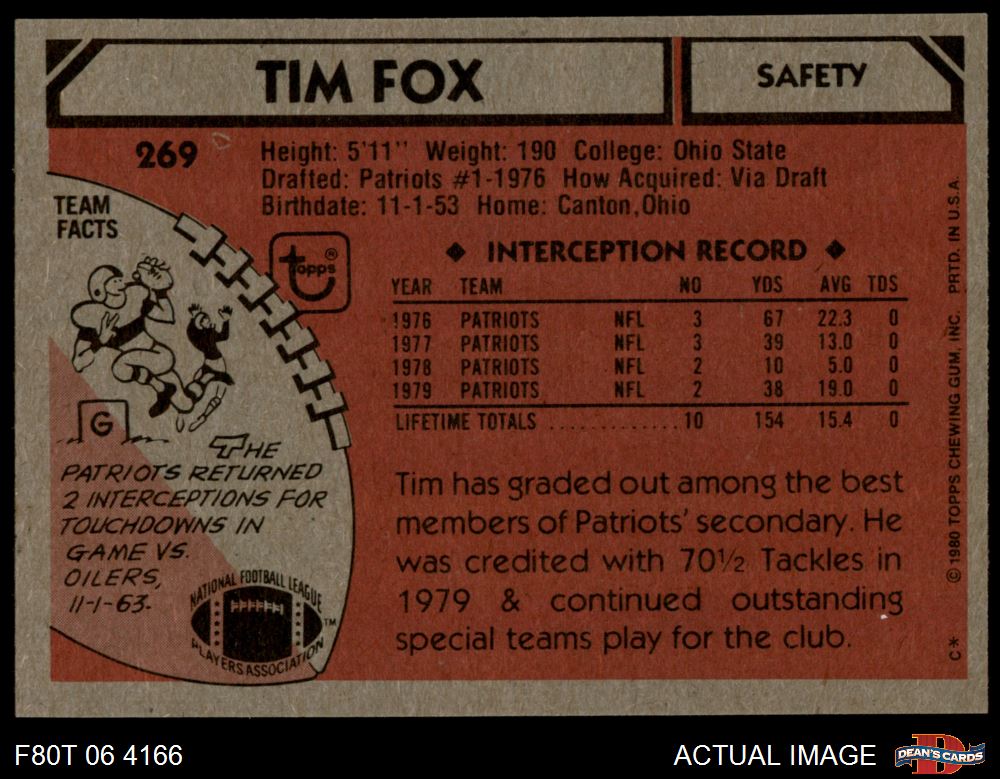 TIM FOX
SAFETY
269
Height: 5'11" Weight: 190 College: Ohio State
Drafted: Patriots #1-1976 How Acquired: Via Draft
Birthdate: 11-1-53 Home: Canton, Ohio
TEAM
FACTS
topps®
◆ INTERCEPTION RECORD ◆
YEAR TEAM NO YDS AVG TDS
1976 PATRIOTS NFL 3 67 22.3 0
1977 PATRIOTS NFL 3 39 13.0 0
1978 PATRIOTS NFL 2 10 5.0 0
1979 PATRIOTS NFL 2 38 19.0 0
LIFETIME TOTALS ............ 10 154 15.4 0
G
THE
PATRIOTS RETURNED
2 INTERCEPTIONS FOR
TOUCHDOWNS IN
GAME VS.
OILERS,
11-1-63.
NATIONAL FOOTBALL LEAGUE
PLAYERS ASSOCIATION
TM
Tim has graded out among the best
members of Patriots' secondary. He
was credited with 70½ Tackles in
1979 & continued outstanding
special teams play for the club.
C* © 1980 TOPPS CHEWING GUM, INC. PRTD. IN U.S.A.
F80T 06 4166
ACTUAL IMAGE
D
DEAN'S CARDS